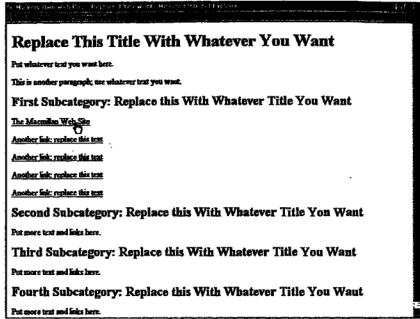 Replace This Title With Whatever You Want
Put whatever text you want here.
This is another paragraph; use whatever text you want.
First Subcategory: Replace this With Whatever Title You Want
The Macmillan Web Site
Another link; replace this text
Another link; replace this text
Another link; replace this text
Another link; replace this text
Second Subcategory: Replace this With Whatever Title You Want
Put more text and links here.
Third Subcategory: Replace this With Whatever Title You Want
Put more text and links here.
Fourth Subcategory: Replace this With Whatever Title You Want
Put more text and links here.